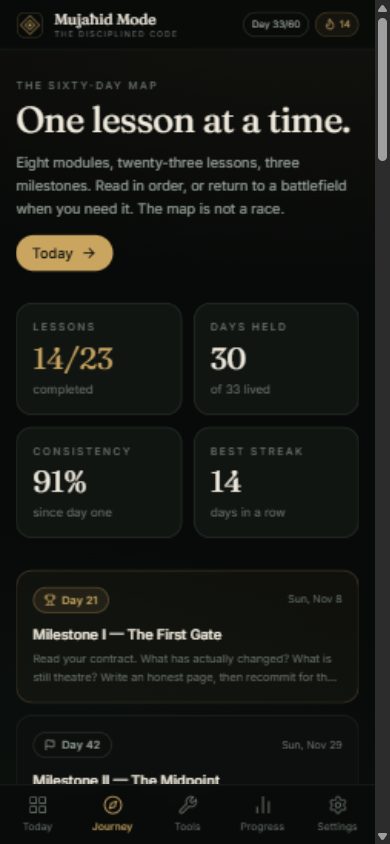 Mujahid Mode
THE DISCIPLINED CODE
Day 33/60
14
THE SIXTY-DAY MAP
One lesson at a time.
Eight modules, twenty-three lessons, three
milestones. Read in order, or return to a battlefield
when you need it. The map is not a race.
Today →
LESSONS
14/23
completed
DAYS HELD
30
of 33 lived
CONSISTENCY
91%
since day one
BEST STREAK
14
days in a row
Day 21
Sun, Nov 8
Milestone I — The First Gate
Read your contract. What has actually changed? What is
still theatre? Write an honest page, then recommit for th...
Day 42
Sun, Nov 29
Milestone II — The Midpoint
Today
Journey
Tools
Progress
Settings